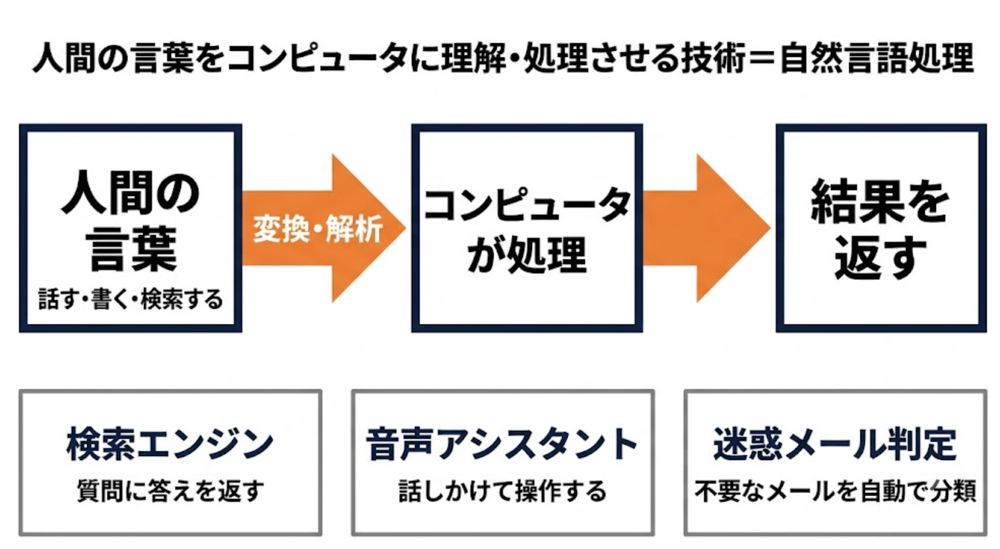 人間の言葉をコンピュータに理解・処理させる技術＝自然言語処理
人間の
言葉
話す・書く・検索する
変換・解析
コンピュータ
が処理
結果を
返す
検索エンジン
質問に答えを返す
音声アシスタント
話しかけて操作する
迷惑メール判定
不要なメールを自動で分類